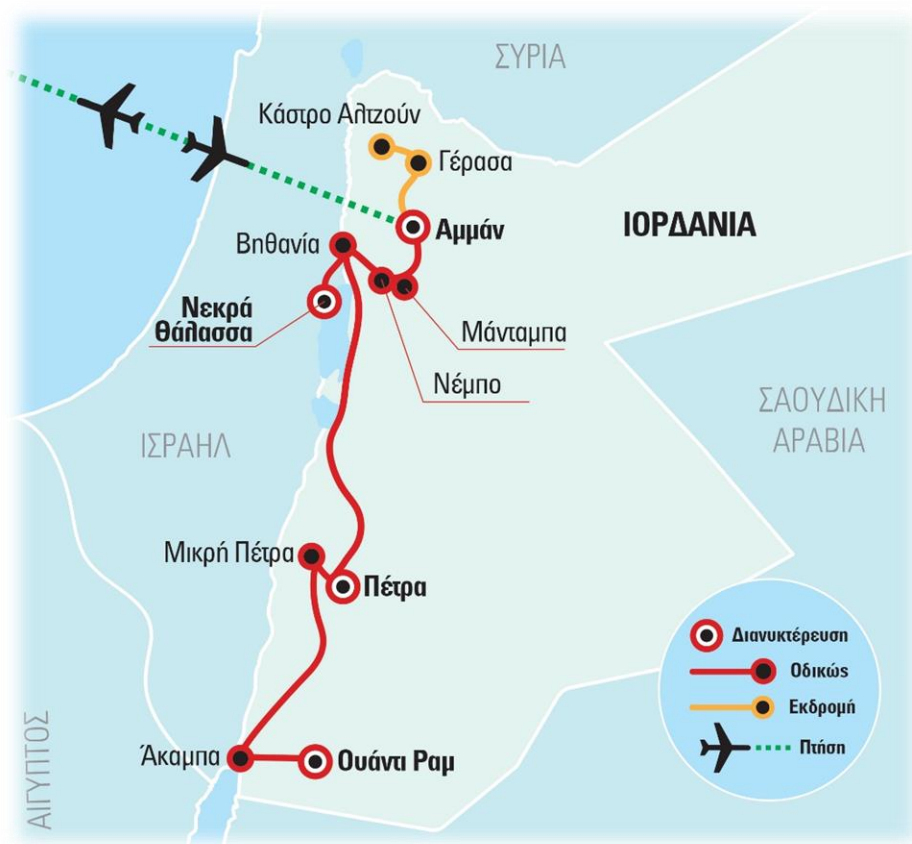 ΣΥΡΙΑ
Κάστρο Αλτζούν
Γέρασα
Αμμάν
ΙΟΡΔΑΝΙΑ
Βηθανία
Νεκρά
θάλασσα
Μάνταμπα
Νέμπο
ΣΑΟΥΔΙΚΗ
ΑΡΑΒΙΑ
ΙΣΡΑΗΛ
Μικρή Πέτρα
Πέτρα
Διανυκτέρευση
Οδικώς
Εκδρομή
Πτήση
Άκαμπα
Ουάντι Ραμ
ΑΙΓΥΠΤΟΣ